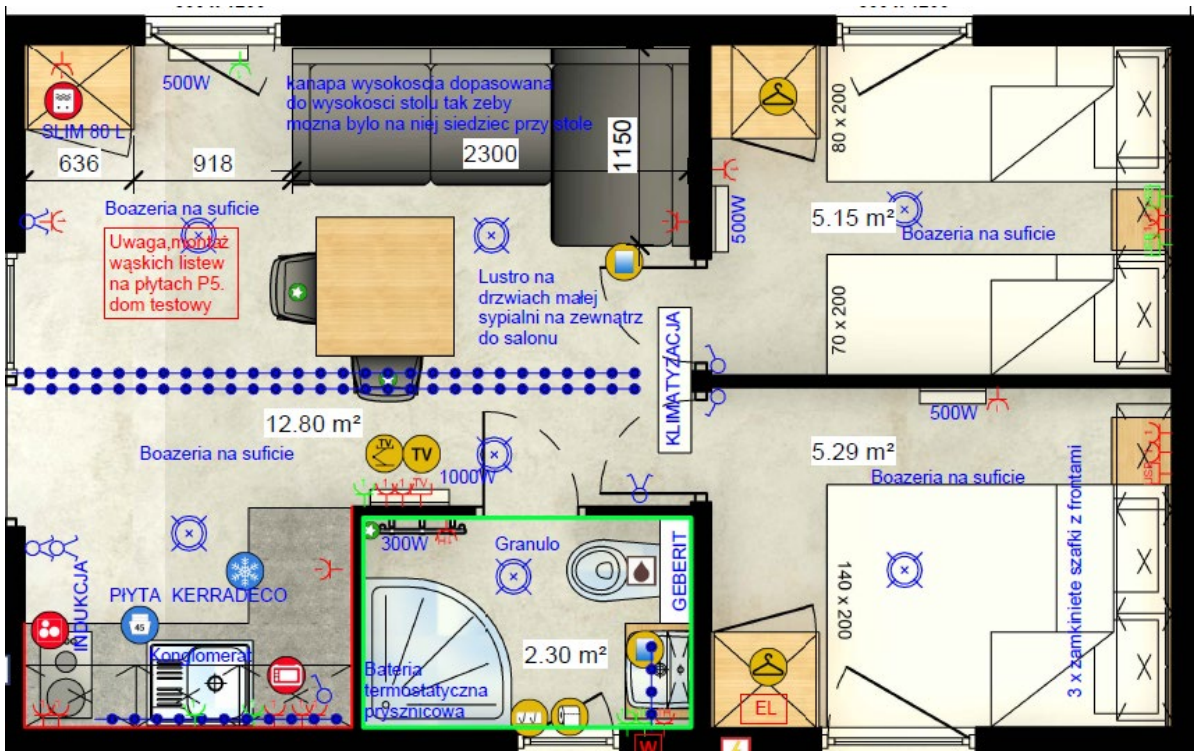 500W
kanapa wysokoscia dopasowana
do wysokosci stolu tak zeby
mozna bylo na niej siedziec przy stole
SLIM 80 L
636
918
2300
1150
80 x 200
Boazeria na suficie
Uwaga,montaż
wąskich listew
na płytach P5.
dom testowy
500W
5.15 m²
Boazeria na suficie
Lustro na
drzwiach małej
sypialni na zewnątrz
do salonu
70 x 200
KLIMATYZACJA
12.80 m²
Boazeria na suficie
TV
TV
1000W
TV
500W
5.29 m²
Boazeria na suficie
300W
Granulo
GEBERIT
INDUKCJA
PłYTA KERRADECO
45
Konglomerat
2.30 m²
Bateria
termostatyczna
prysznicowa
140 x 200
3 x zamkniete szafki z frontami
EL
W